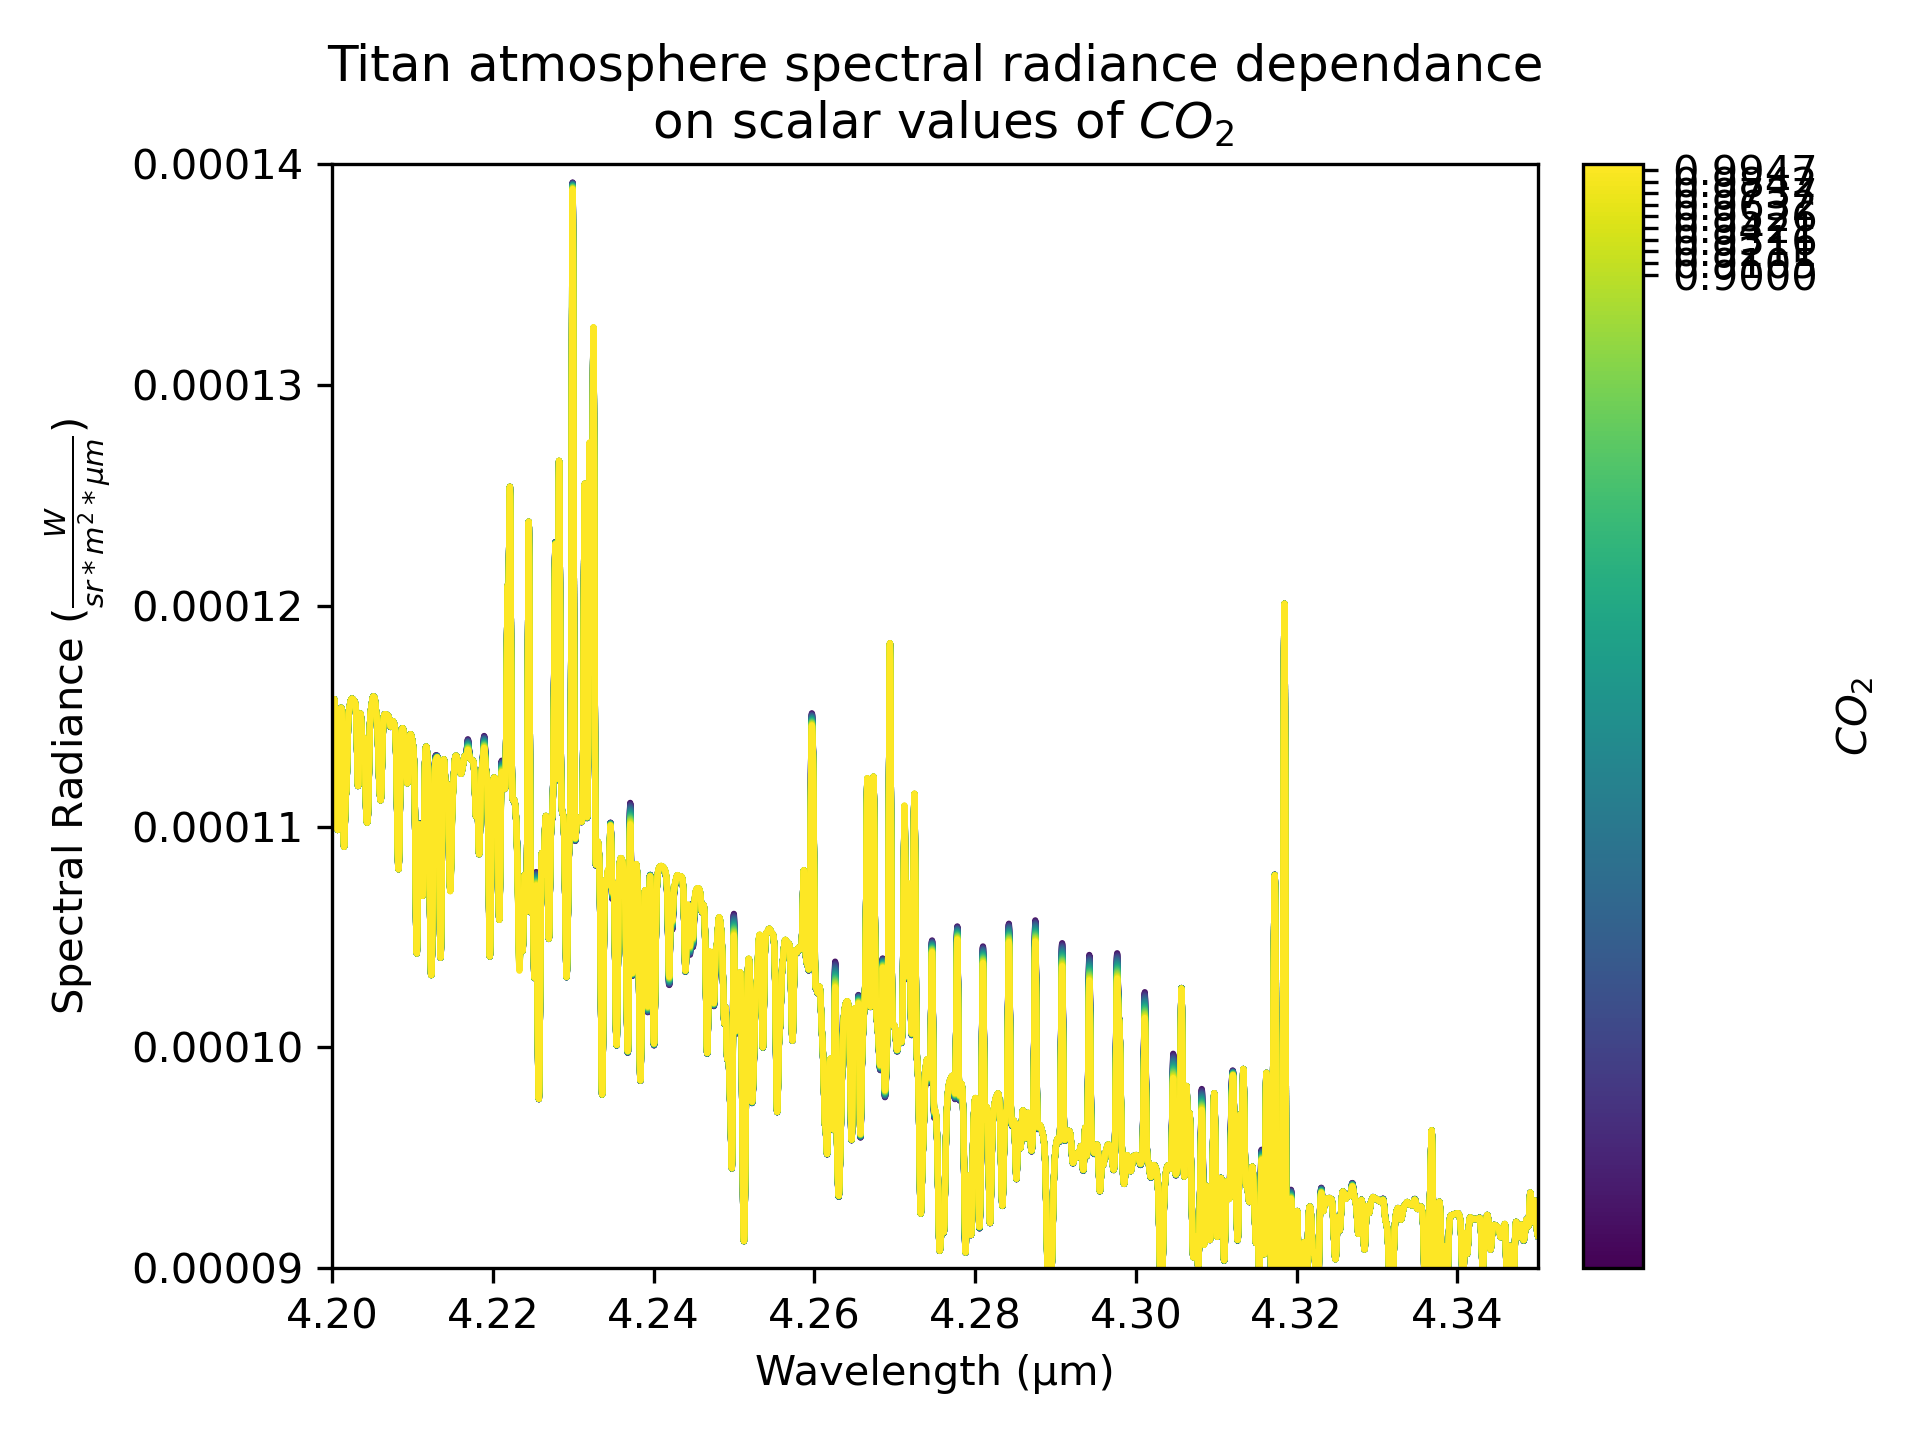 Titan atmosphere spectral radiance dependance
on scalar values of CO₂
0.00014
0.00013
0.00012
0.00011
0.00010
0.00009
Spectral Radiance (W / sr * m² * µm)
4.20 4.22 4.24 4.26 4.28 4.30 4.32 4.34
Wavelength (µm)
0.9947
0.9000
CO₂